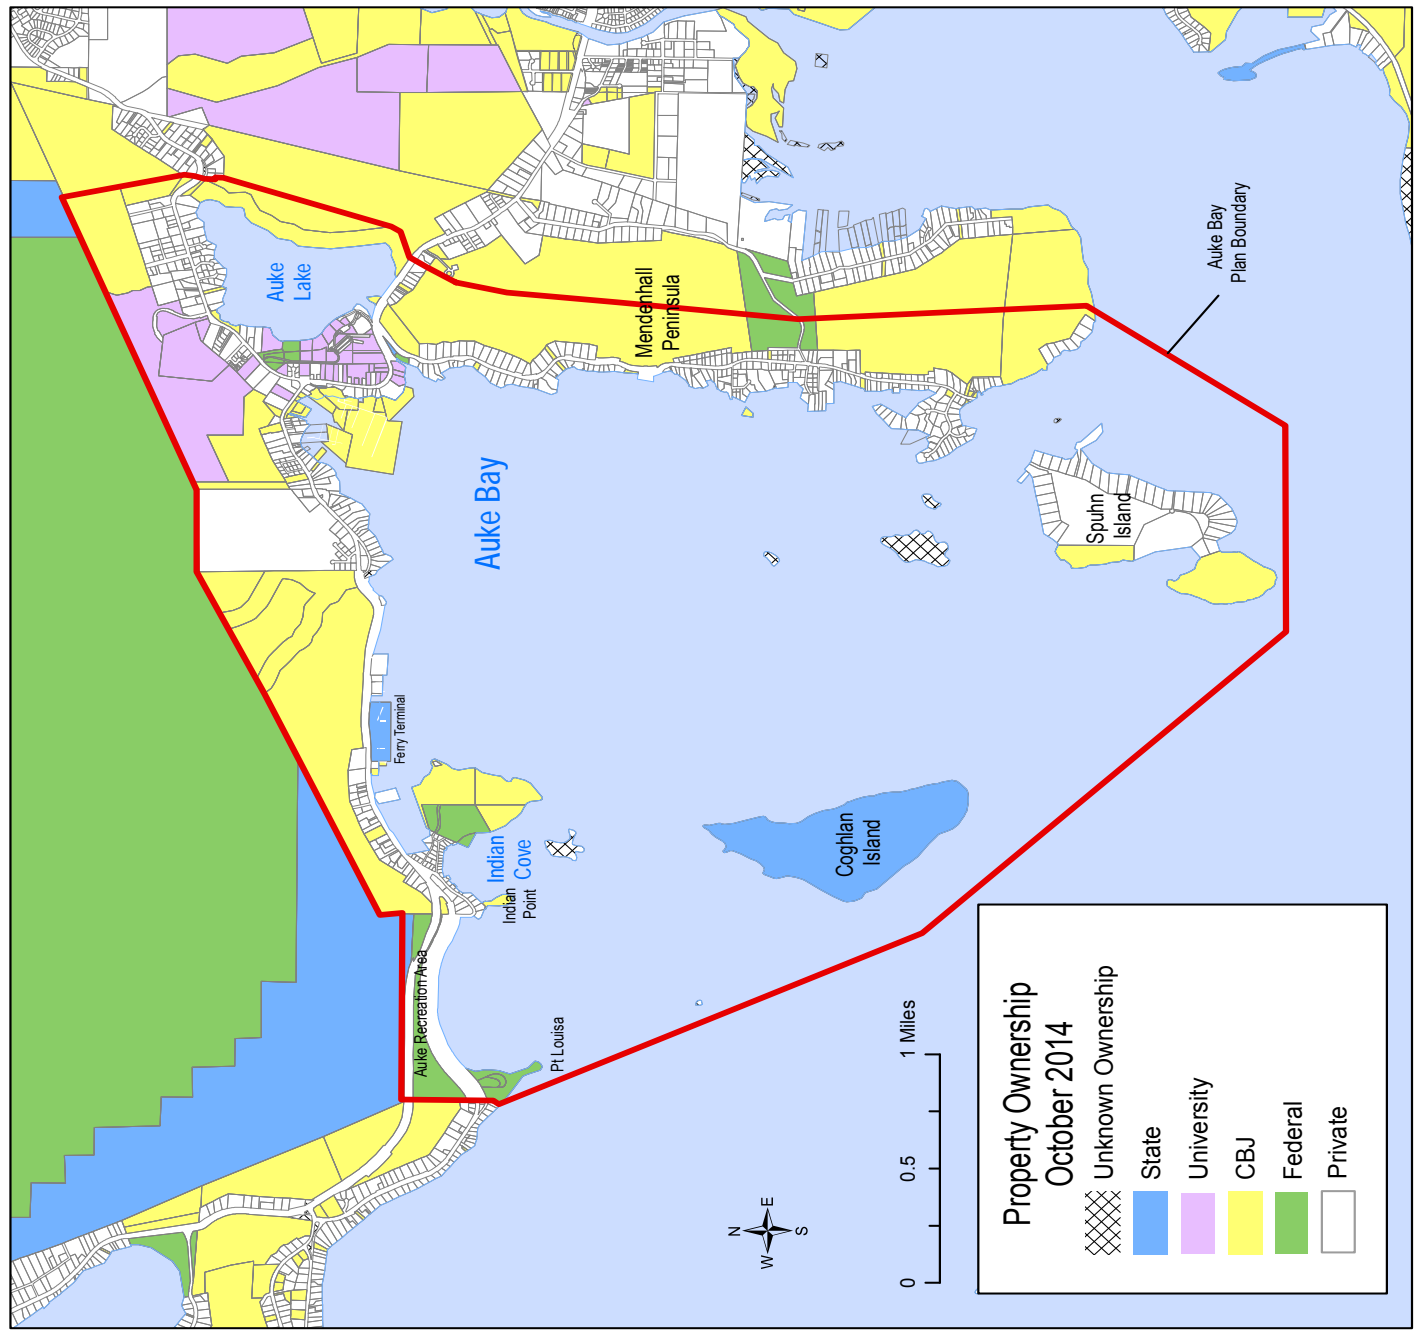 Auke
Lake
Mendenhall
Peninsula
Auke Bay
Plan Boundary
Auke Bay
Spuhn
Island
Ferry Terminal
Indian
Cove
Indian
Point
Coghlan
Island
Auke Recreation Area
Pt Louisa
N
W E
S
0 0.5 1 Miles
Property Ownership
October 2014
Unknown Ownership
State
University
CBJ
Federal
Private